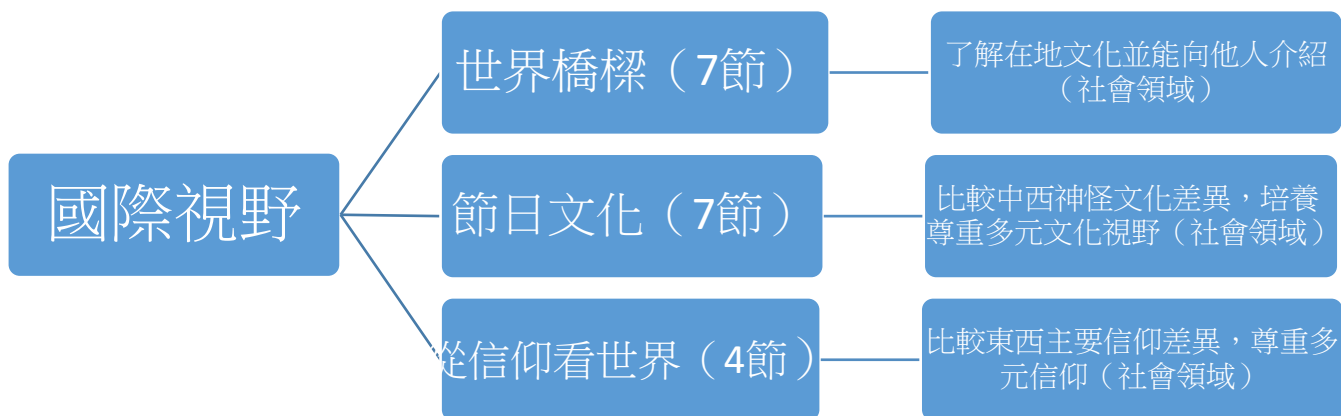 國際視野
世界橋樑（7節）
了解在地文化並能向他人介紹
（社會領域）
節日文化（7節）
比較中西神怪文化差異，培養
尊重多元文化視野（社會領域）
從信仰看世界（4節）
比較東西主要信仰差異，尊重多
元信仰（社會領域）